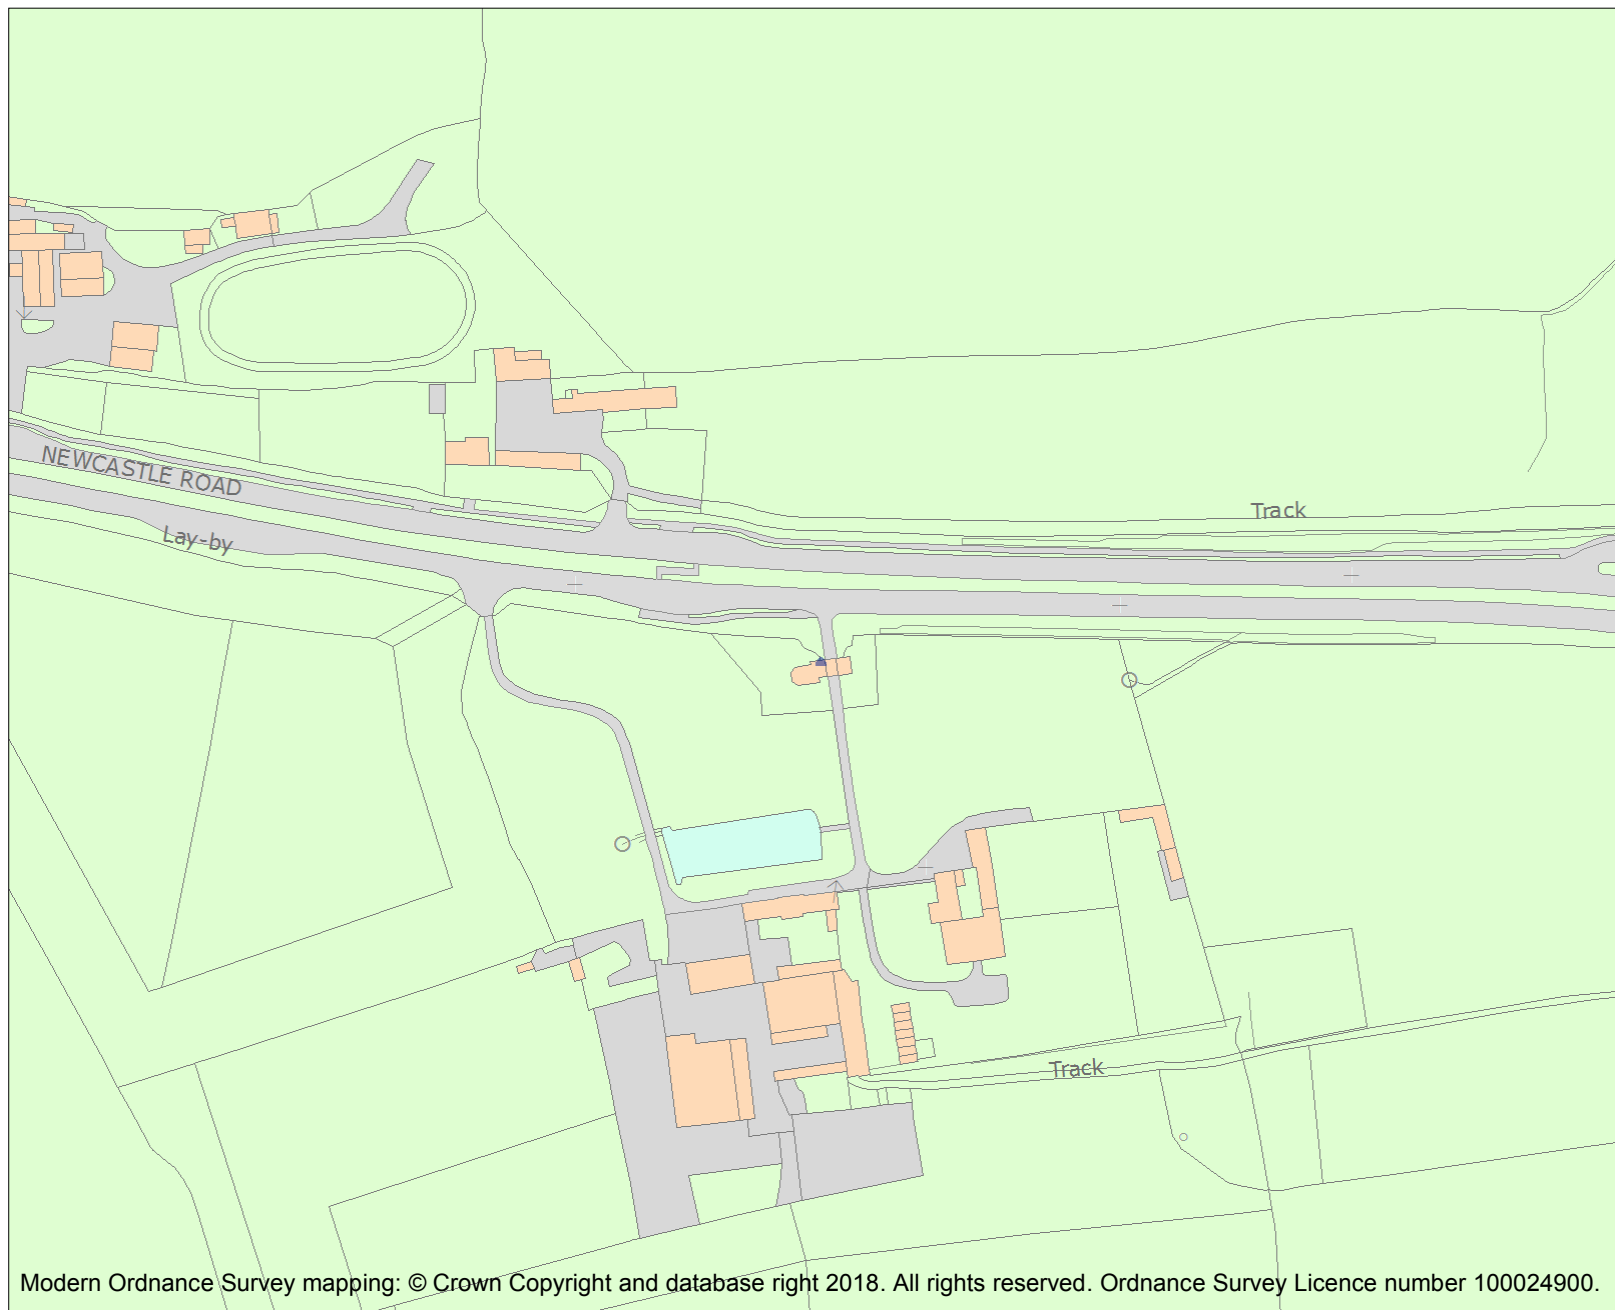 NEWCASTLE ROAD
Track
Lay-by
Track
Modern Ordnance Survey mapping: © Crown Copyright and database right 2018. All rights reserved. Ordnance Survey Licence number 100024900.